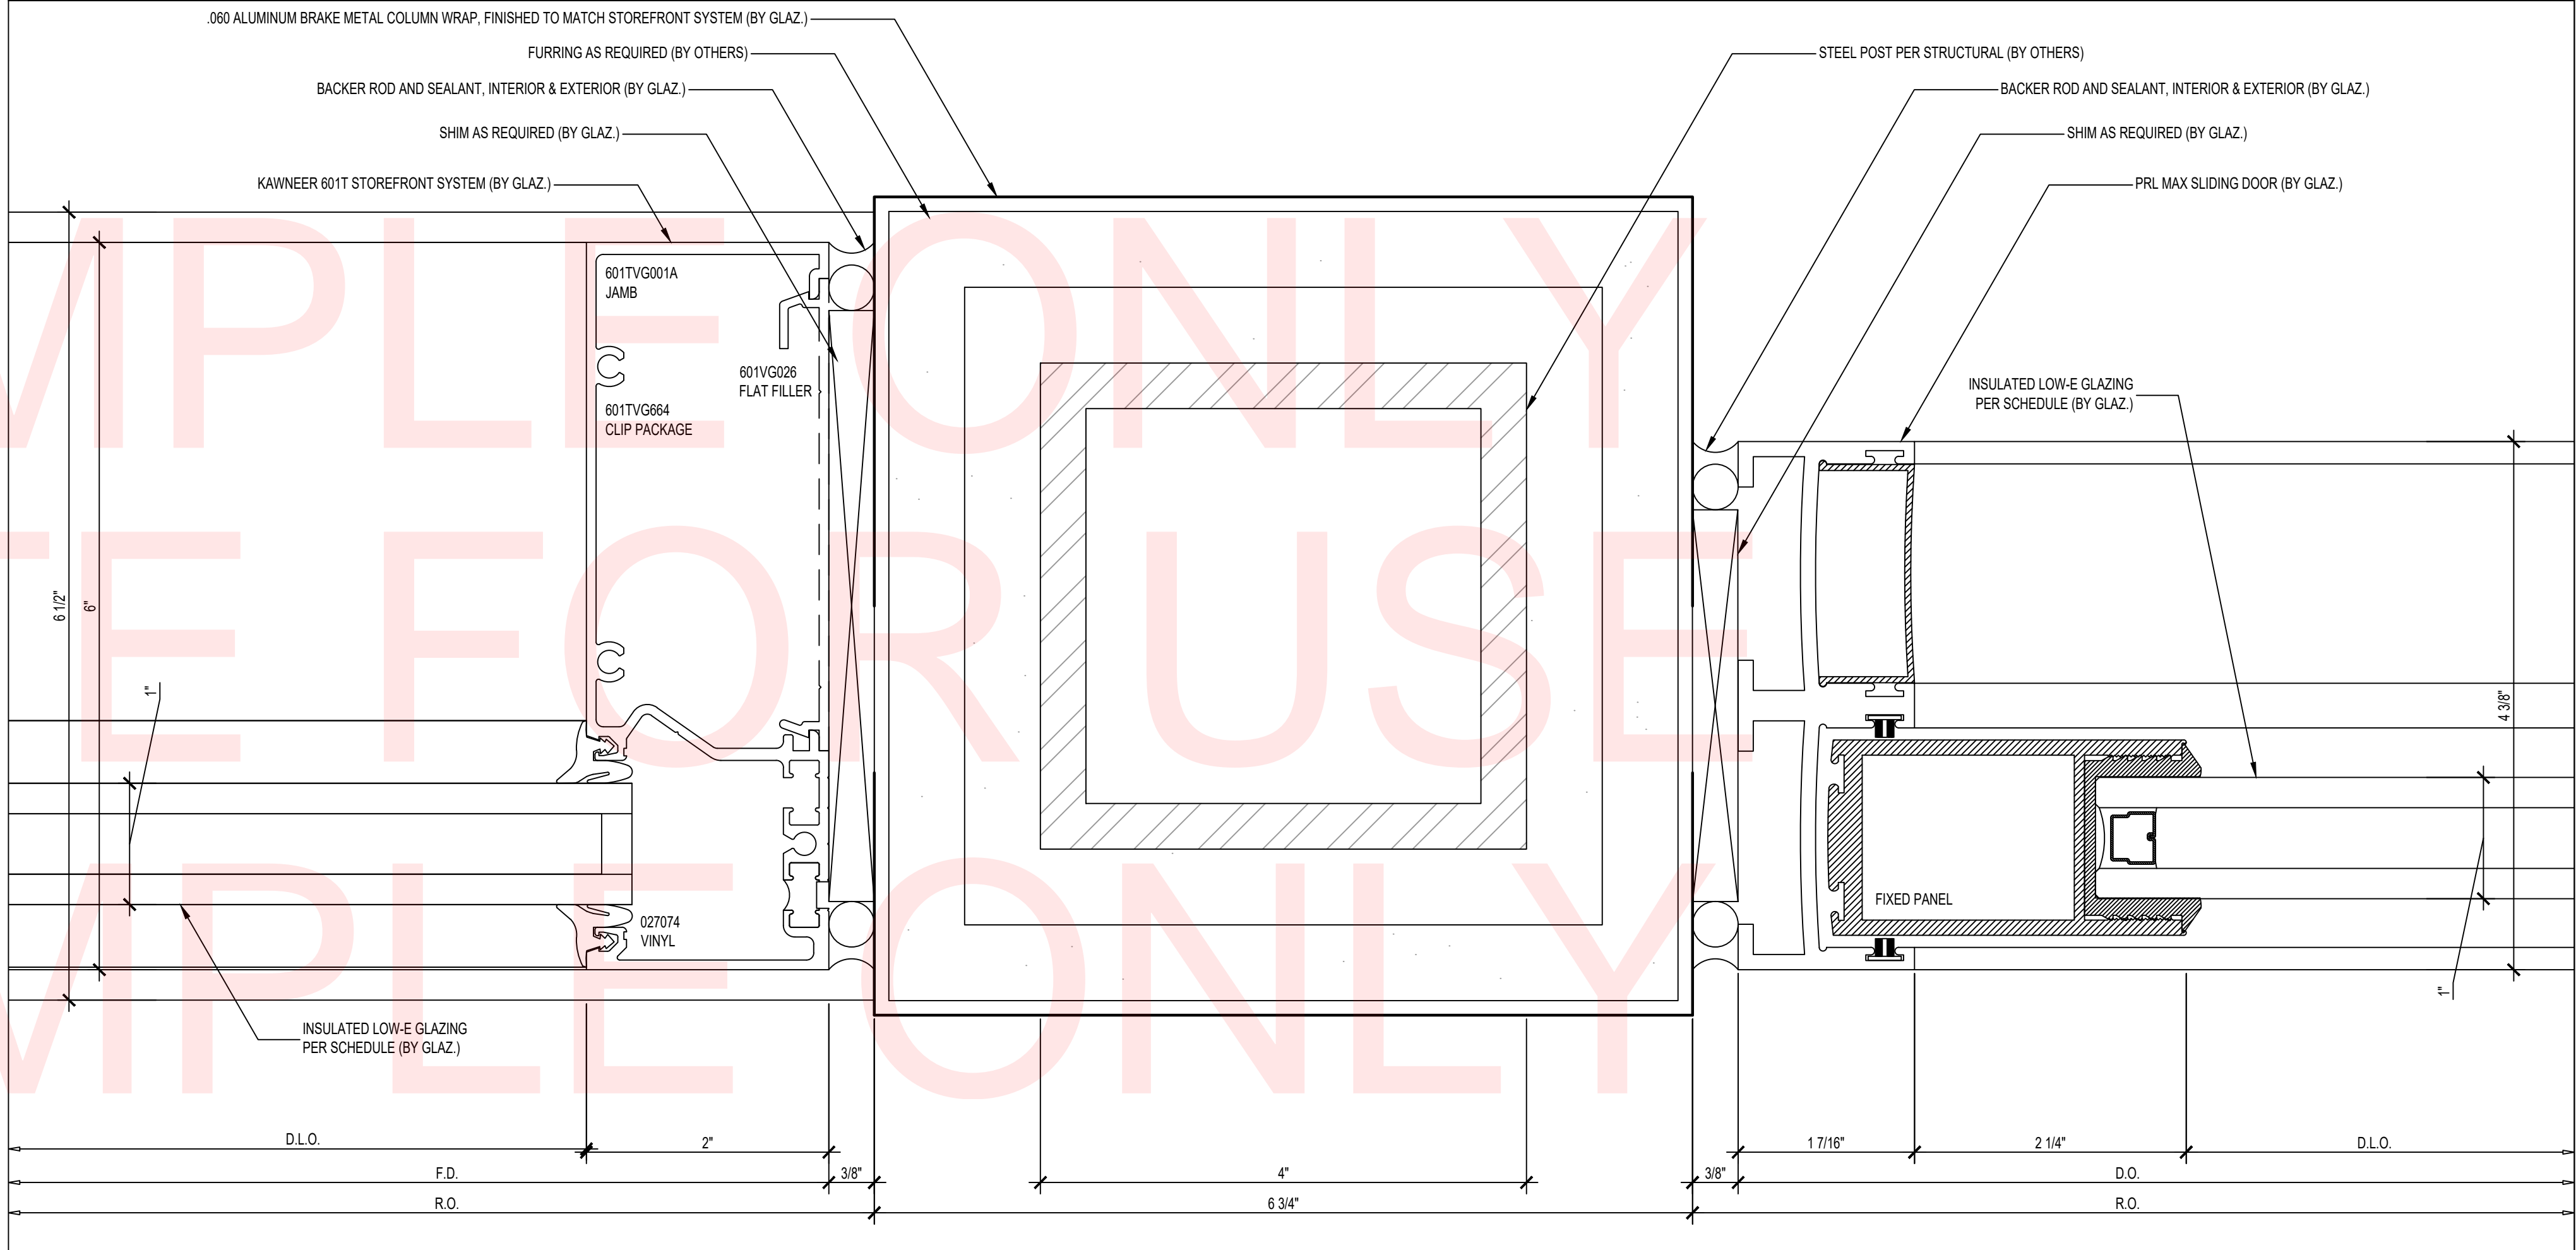 .060 ALUMINUM BRAKE METAL COLUMN WRAP, FINISHED TO MATCH STOREFRONT SYSTEM (BY GLAZ.)
FURRING AS REQUIRED (BY OTHERS)
BACKER ROD AND SEALANT, INTERIOR & EXTERIOR (BY GLAZ.)
SHIM AS REQUIRED (BY GLAZ.)
KAWNEER 601T STOREFRONT SYSTEM (BY GLAZ.)
STEEL POST PER STRUCTURAL (BY OTHERS)
BACKER ROD AND SEALANT, INTERIOR & EXTERIOR (BY GLAZ.)
SHIM AS REQUIRED (BY GLAZ.)
PRL MAX SLIDING DOOR (BY GLAZ.)
MPLE ONLY
TE FOR USE
MPLE ONLY
601TVG001A
JAMB
601VG026
FLAT FILLER
601TVG664
CLIP PACKAGE
INSULATED LOW-E GLAZING
PER SCHEDULE (BY GLAZ.)
6 1/2"
6"
1"
4 3/8"
1"
FIXED PANEL
027074
VINYL
INSULATED LOW-E GLAZING
PER SCHEDULE (BY GLAZ.)
D.L.O.
2"
1 7/16"
2 1/4"
D.L.O.
F.D.
3/8"
4"
3/8"
D.O.
R.O.
6 3/4"
R.O.